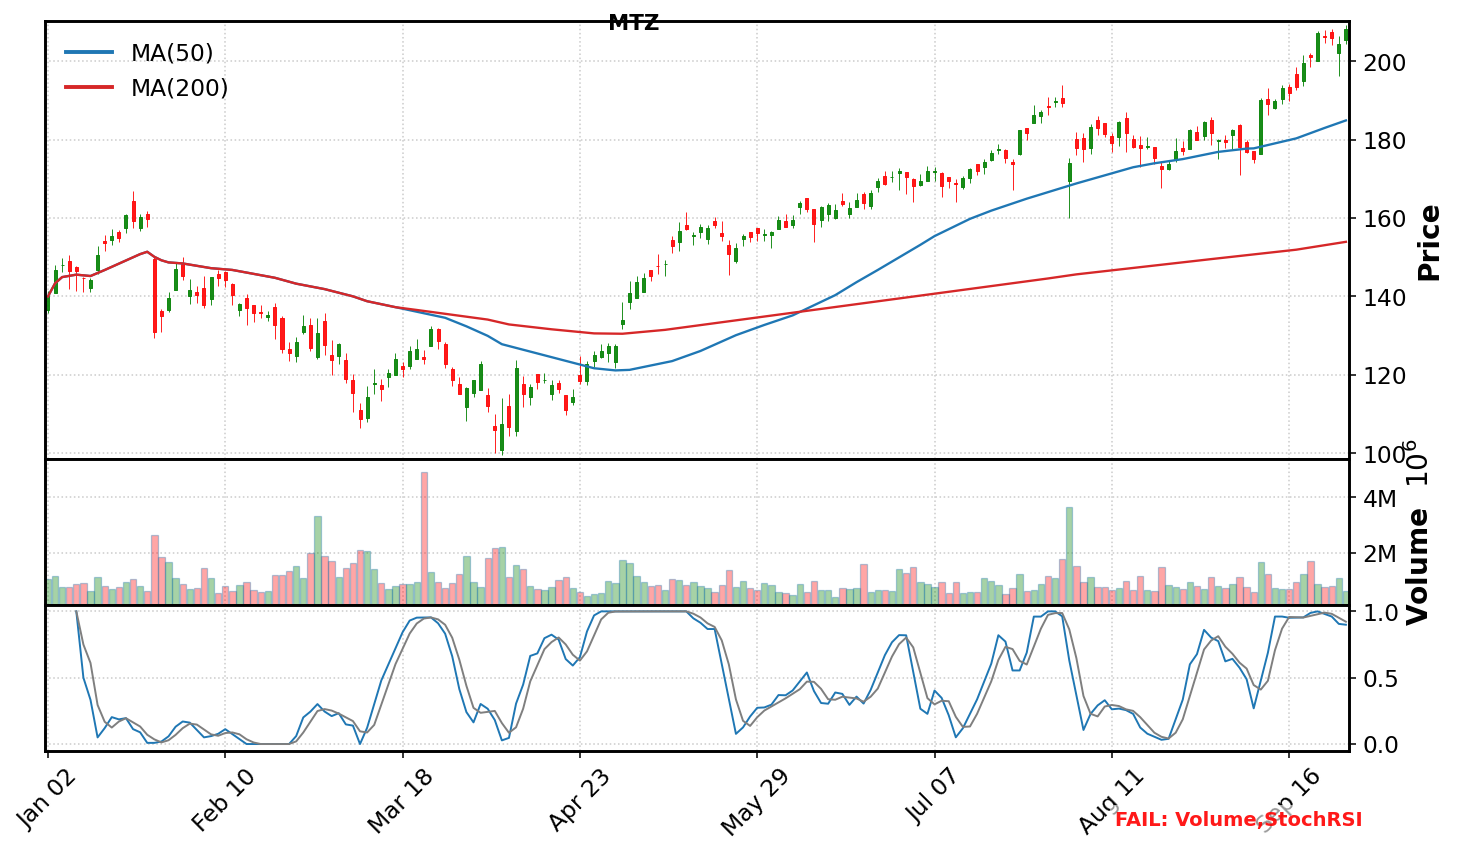 MTZ
MA(50)
MA(200)
200
180
160
140
120
100
Price
4M
2M
Volume 10^6
1.0
0.5
0.0
Jan 02
Feb 10
Mar 18
Apr 23
May 29
Jul 07
Aug 11
Sep 16
FAIL: Volume,StochRSI